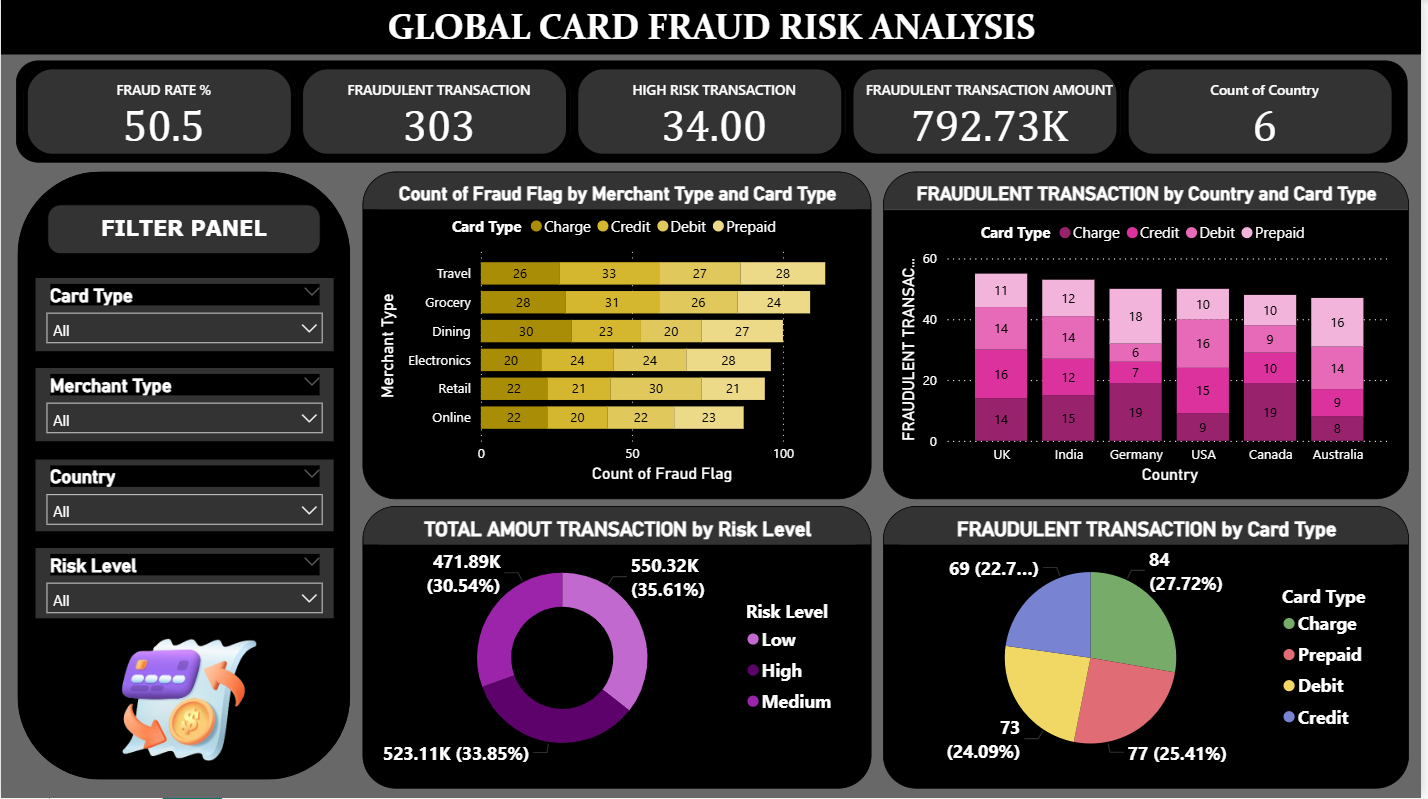 GLOBAL CARD FRAUD RISK ANALYSIS
FRAUD RATE %
50.5
FRAUDULENT TRANSACTION
303
HIGH RISK TRANSACTION
34.00
FRAUDULENT TRANSACTION AMOUNT
792.73K
Count of Country
6
FILTER PANEL
Card Type
All
Merchant Type
All
Country
All
Risk Level
All
Count of Fraud Flag by Merchant Type and Card Type
Card Type Charge Credit Debit Prepaid
Merchant Type
Travel 26 33 27 28
Grocery 28 31 26 24
Dining 30 23 20 27
Electronics 20 24 24 28
Retail 22 21 30 21
Online 22 20 22 23
0 50 100
Count of Fraud Flag
FRAUDULENT TRANSACTION by Country and Card Type
Card Type Charge Credit Debit Prepaid
FRAUDULENT TRANSAC...
60
40
20
0
11 12 18 10 10 16
14 14 6 16 9 14
16 12 7 15 10 9
14 15 19 9 19 8
UK India Germany USA Canada Australia
Country
TOTAL AMOUT TRANSACTION by Risk Level
471.89K
(30.54%)
550.32K
(35.61%)
523.11K (33.85%)
Risk Level
Low
High
Medium
FRAUDULENT TRANSACTION by Card Type
69 (22.7...)
84
(27.72%)
73
(24.09%)
77 (25.41%)
Card Type
Charge
Prepaid
Debit
Credit